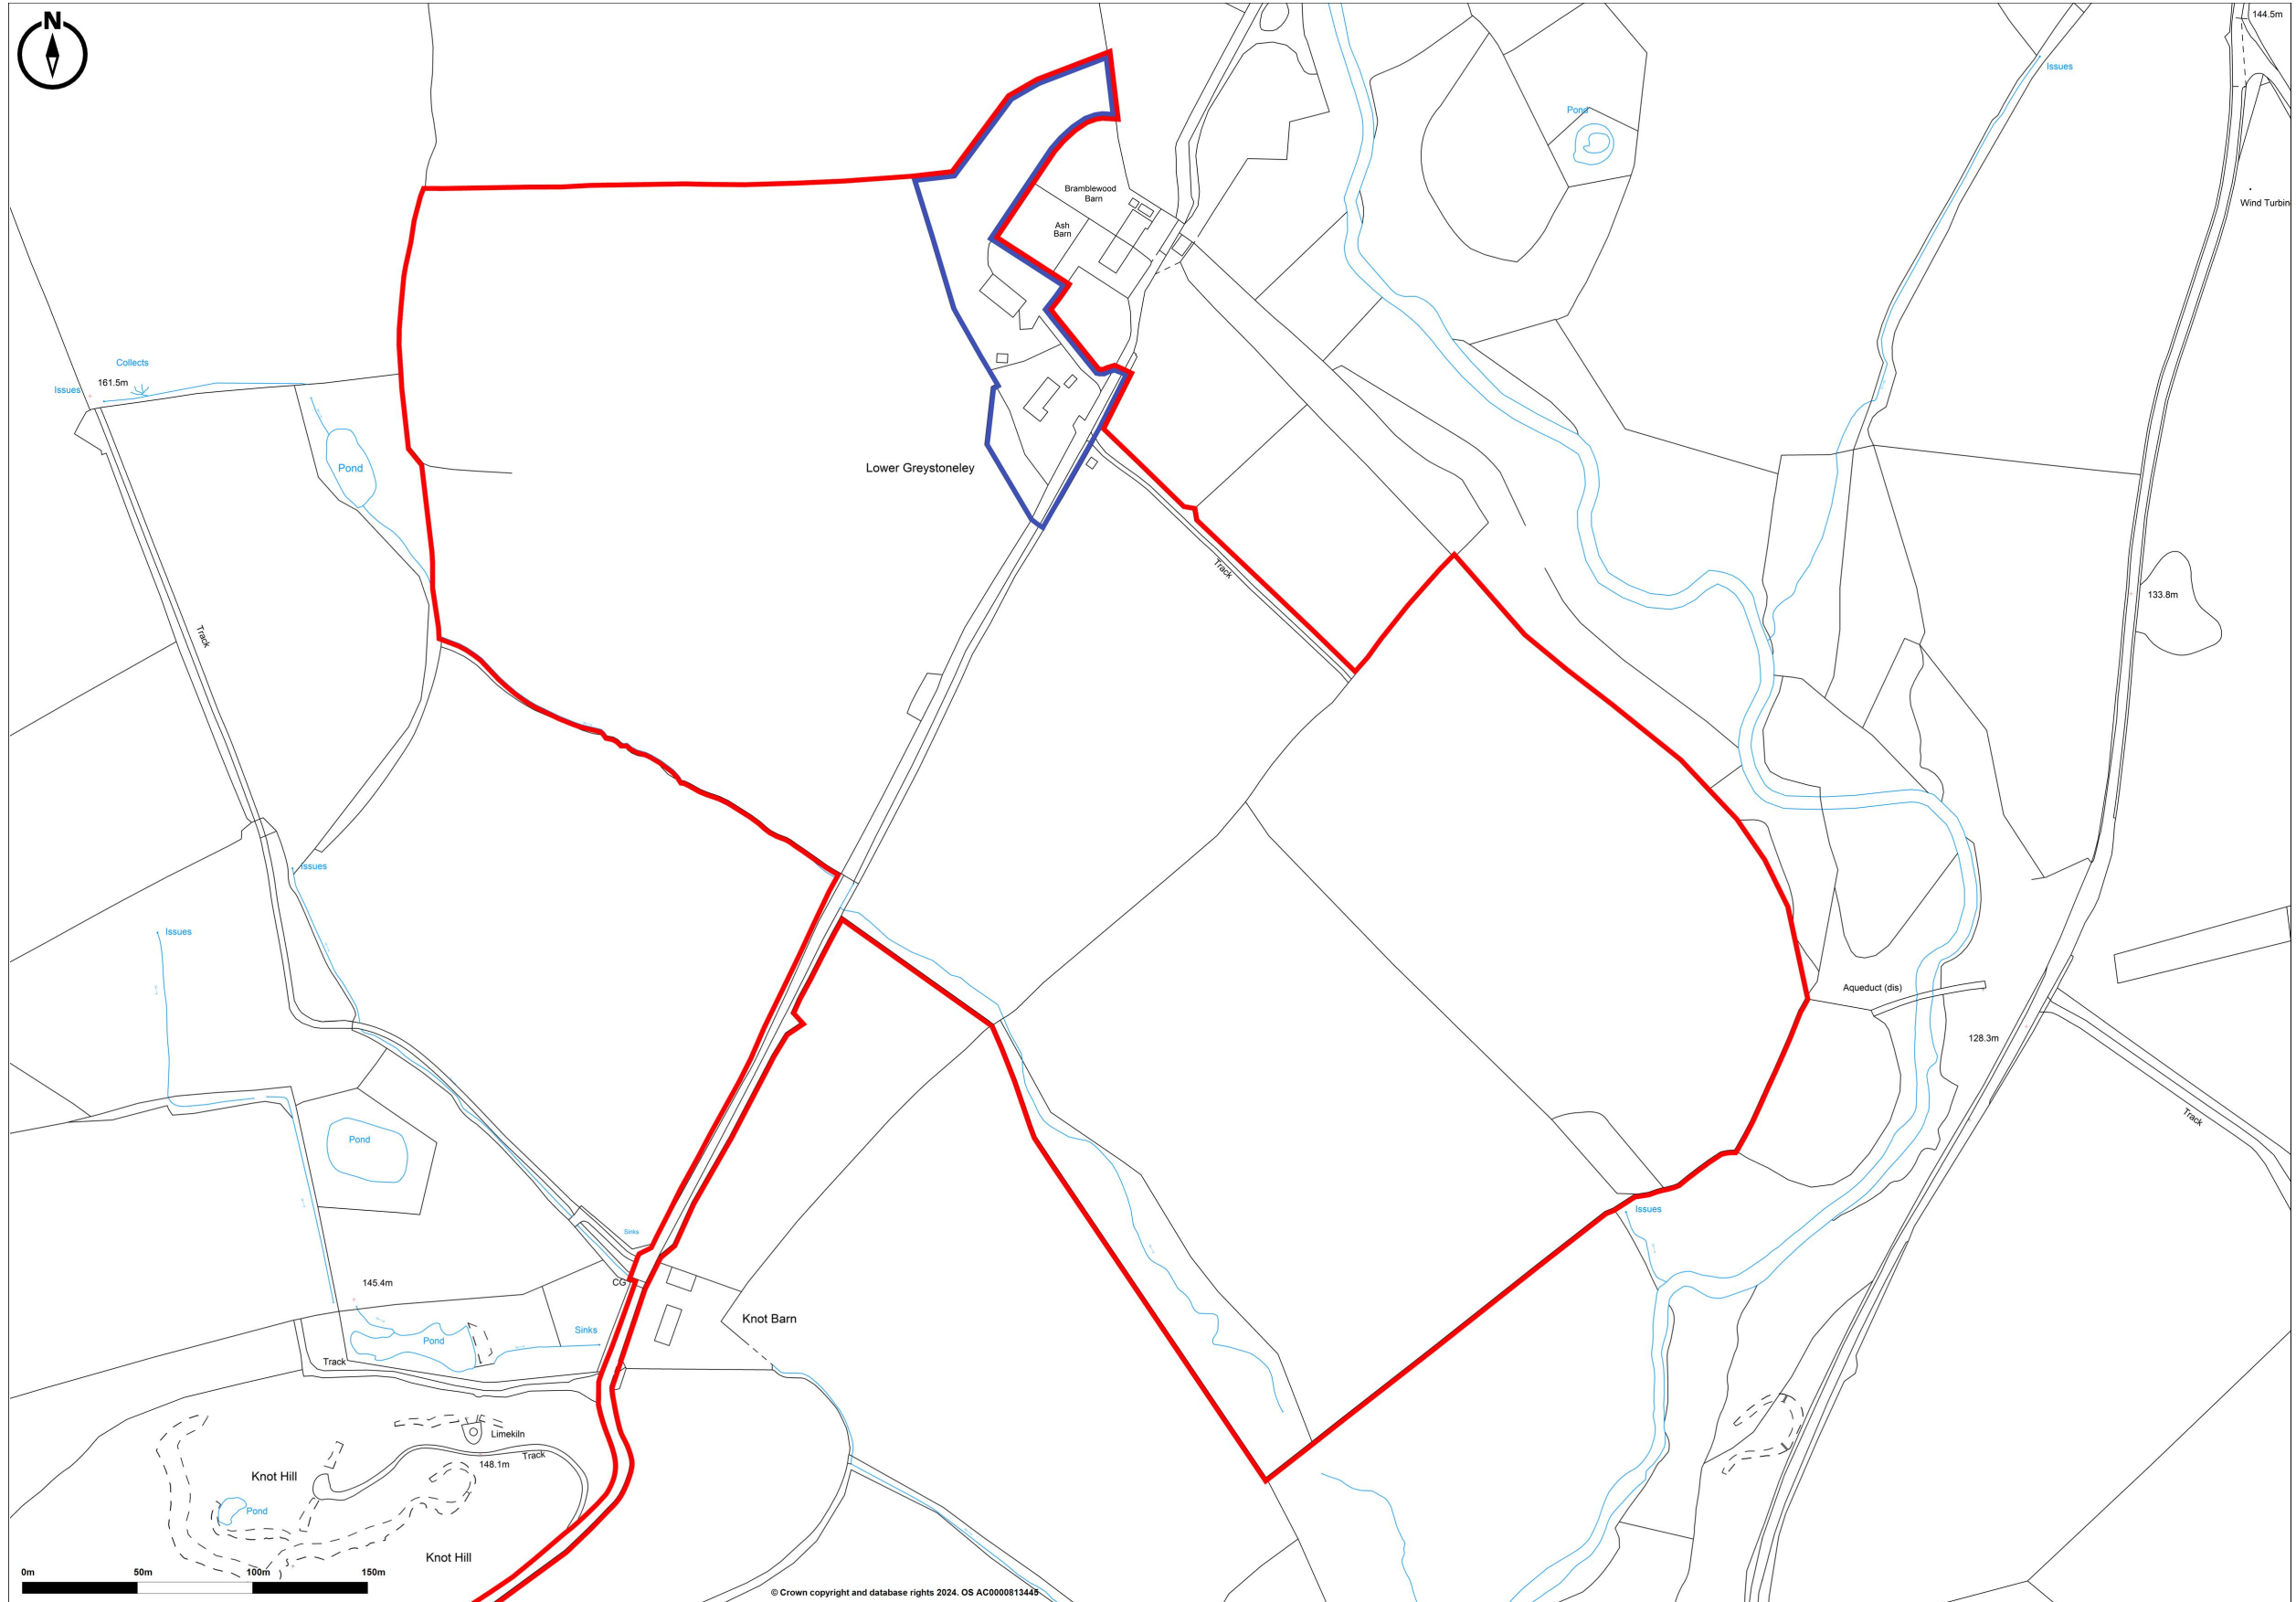 N
144.5m
Issues
Pond
Bramblewood
Barn
Wind Turbin
Ash
Barn
Collects
161.5m
Issues
Pond
Lower Greystoneley
Track
133.8m
Track
Issues
Issues
Aqueduct (dis)
128.3m
Track
Pond
Issues
Sinks
145.4m
CG
Knot Barn
Sinks
Pond
Track
Limekiln
Track
148.1m
Knot Hill
Pond
Knot Hill
0m 50m 100m 150m
© Crown copyright and database rights 2024. OS AC0000813445